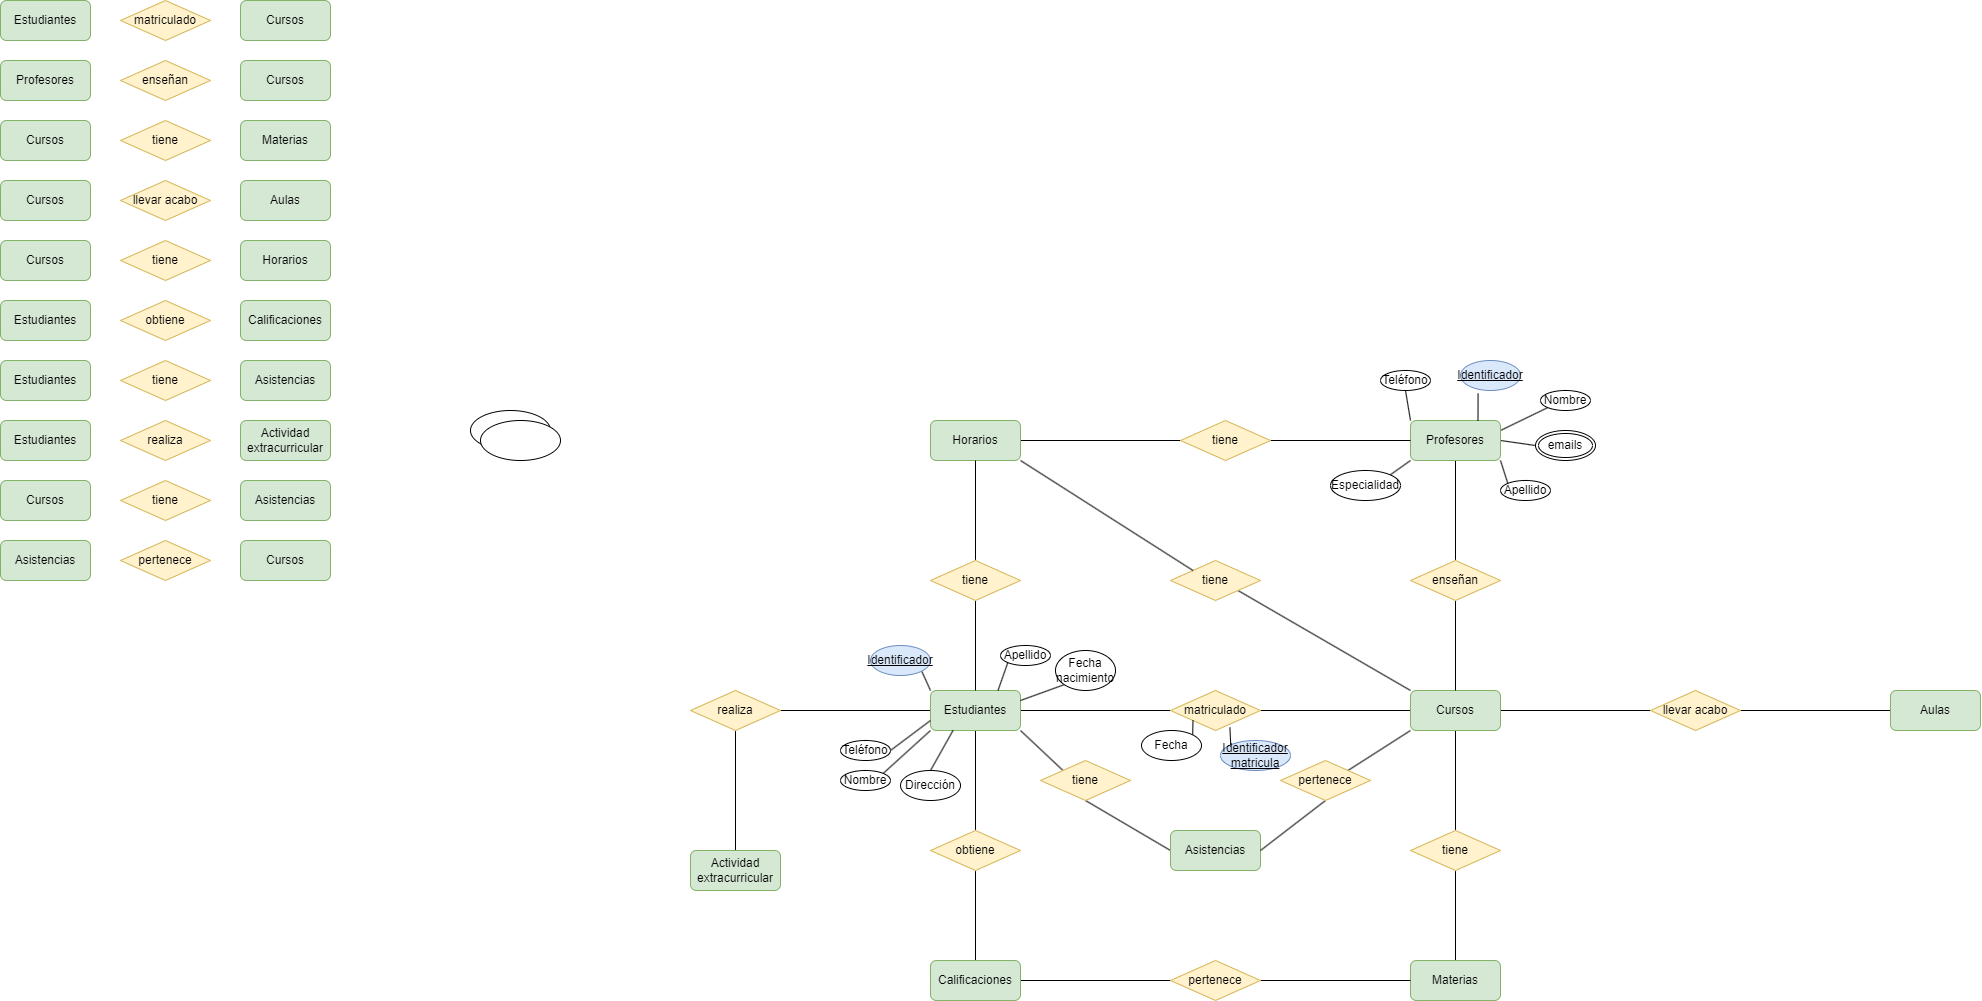 Estudiantes matriculado Cursos
Profesores enseñan Cursos
Cursos tiene Materias
Cursos llevar acabo Aulas
Cursos tiene Horarios
Estudiantes obtiene Calificaciones
Estudiantes tiene Asistencias
Estudiantes realiza Actividad
extracurricular
Cursos tiene Asistencias
Asistencias pertenece Cursos
Teléfono
Identificador
Nombre
Horarios tiene Profesores emails
Especialidad
Apellido
tiene tiene enseñan
Identificador
Apellido
Fecha
nacimiento
realiza Estudiantes matriculado Cursos llevar acabo Aulas
Teléfono
Fecha
Identificador
matricula
Nombre
Dirección
tiene pertenece
Actividad
extracurricular
obtiene Asistencias tiene
Calificaciones pertenece Materias